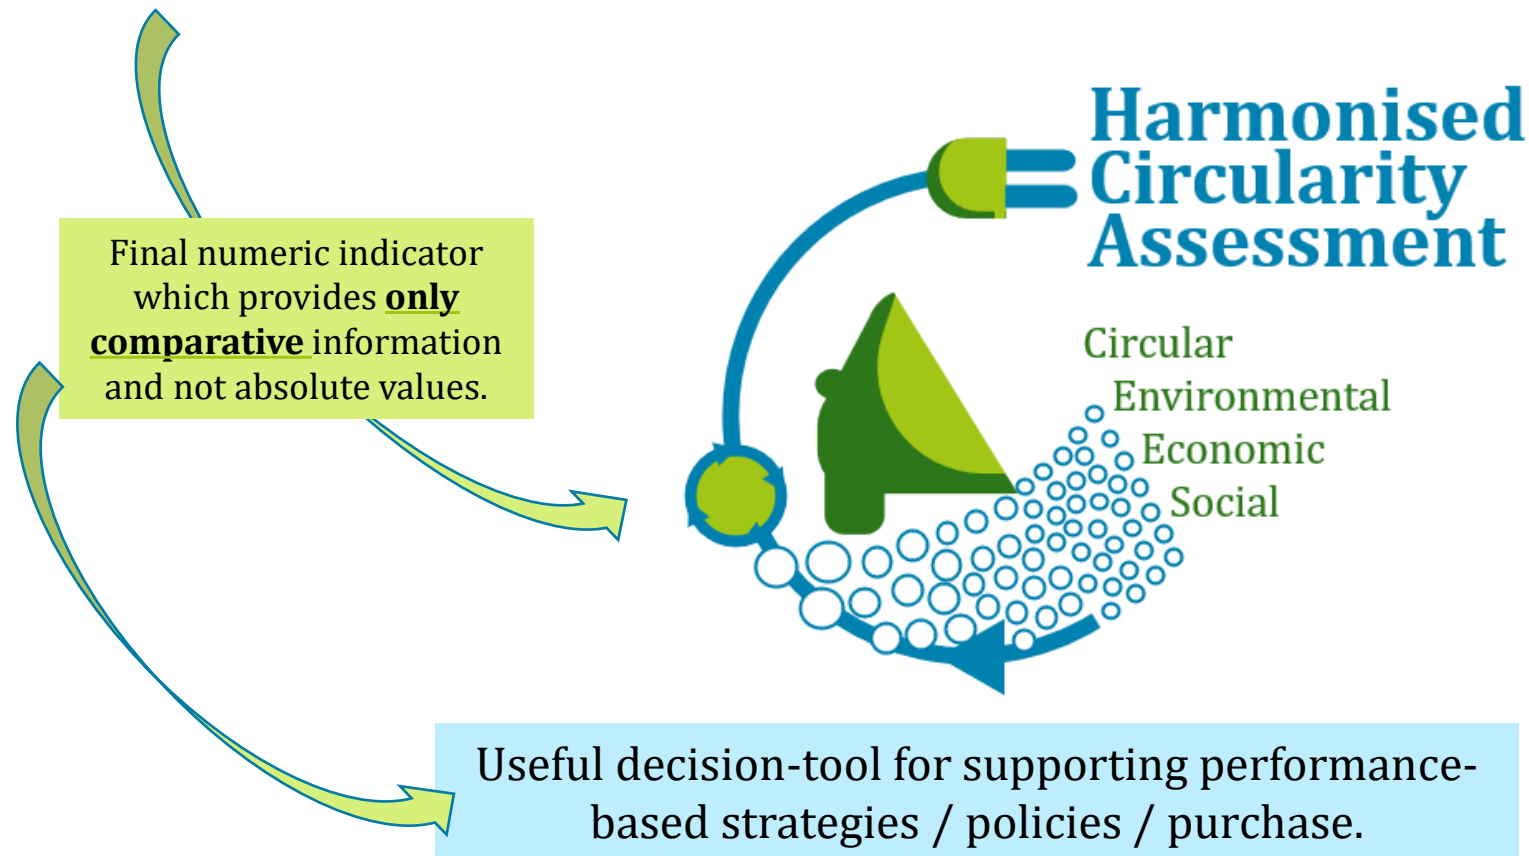 Harmonised
Circularity
Assessment
Final numeric indicator
which provides only
comparative information
and not absolute values.
Circular
Environmental
Economic
Social
Useful decision-tool for supporting performance-
based strategies / policies / purchase.